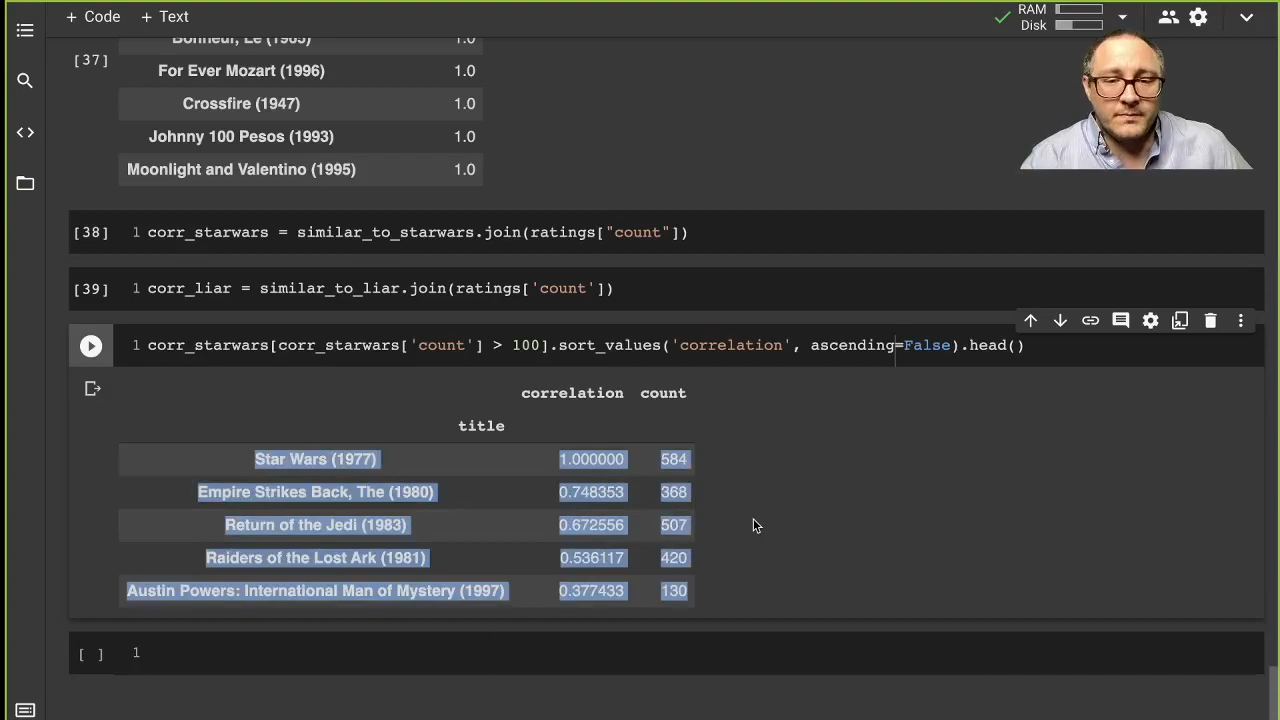 + Code + Text
RAM
Disk
[37]
Bonheur, Le (1965) 1.0
For Ever Mozart (1996) 1.0
Crossfire (1947) 1.0
Johnny 100 Pesos (1993) 1.0
Moonlight and Valentino (1995) 1.0
[38] 1 corr_starwars = similar_to_starwars.join(ratings["count"])
[39] 1 corr_liar = similar_to_liar.join(ratings['count'])
1 corr_starwars[corr_starwars['count'] > 100].sort_values('correlation', ascending=False).head()
correlation count
title
Star Wars (1977) 1.000000 584
Empire Strikes Back, The (1980) 0.748353 368
Return of the Jedi (1983) 0.672556 507
Raiders of the Lost Ark (1981) 0.536117 420
Austin Powers: International Man of Mystery (1997) 0.377433 130
[ ] 1